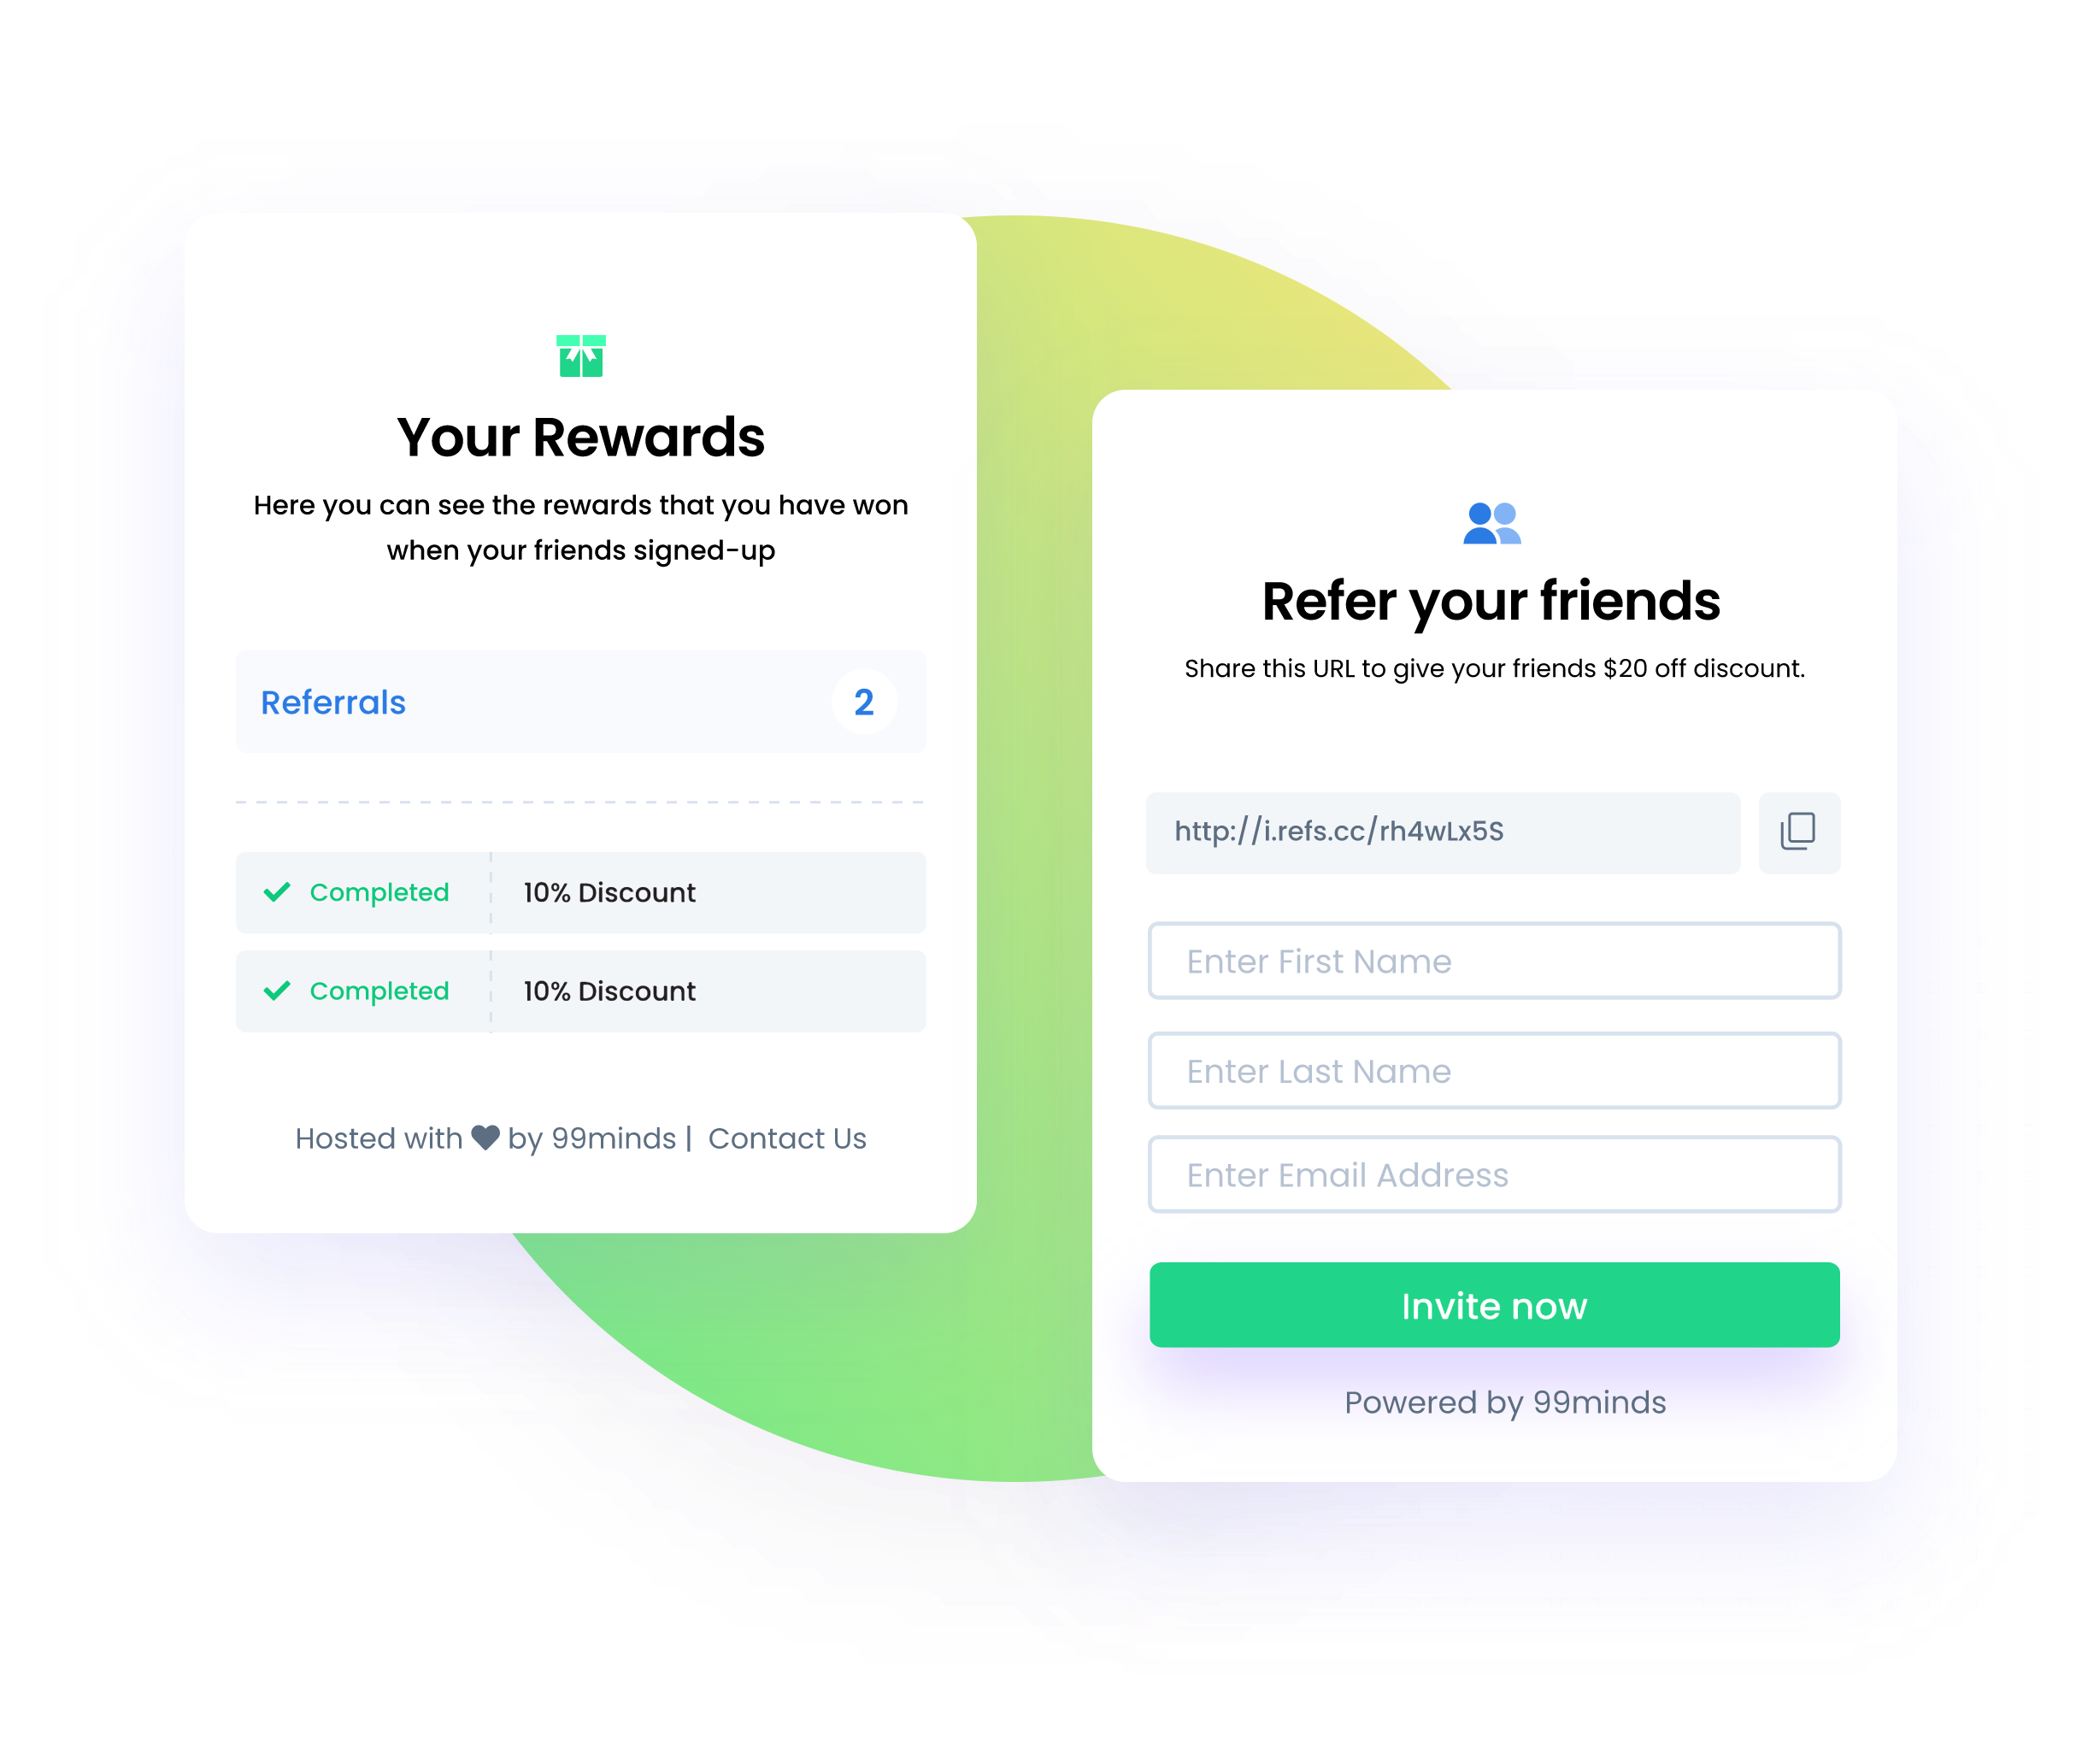 Your Rewards
Here you can see the rewards that you have won
when your friends signed-up
Referrals 2
Completed 10% Discount
Completed 10% Discount
Hosted with by 99minds | Contact Us
Refer your friends
Share this URL to give your friends $20 off discount.
http://i.refs.cc/rh4wLx5S
Enter First Name
Enter Last Name
Enter Email Address
Invite now
Powered by 99minds